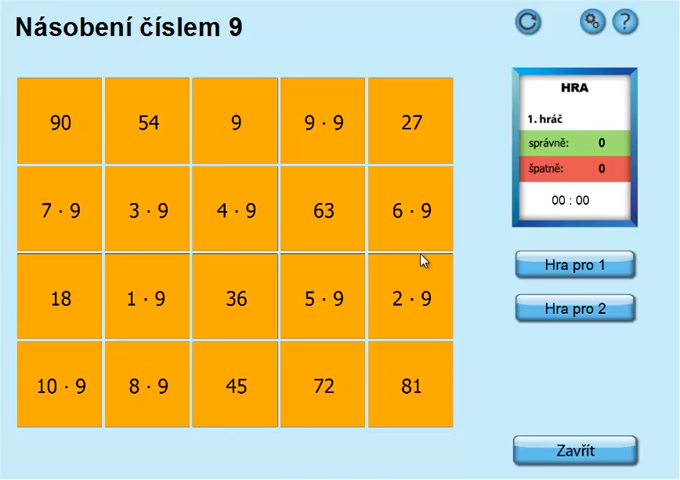 Násobení číslem 9
?
90 54 9 9 · 9 27
7 · 9 3 · 9 4 · 9 63 6 · 9
18 1 · 9 36 5 · 9 2 · 9
10 · 9 8 · 9 45 72 81
HRA
1. hráč
správně: 0
špatně: 0
00 : 00
Hra pro 1
Hra pro 2
Zavřít